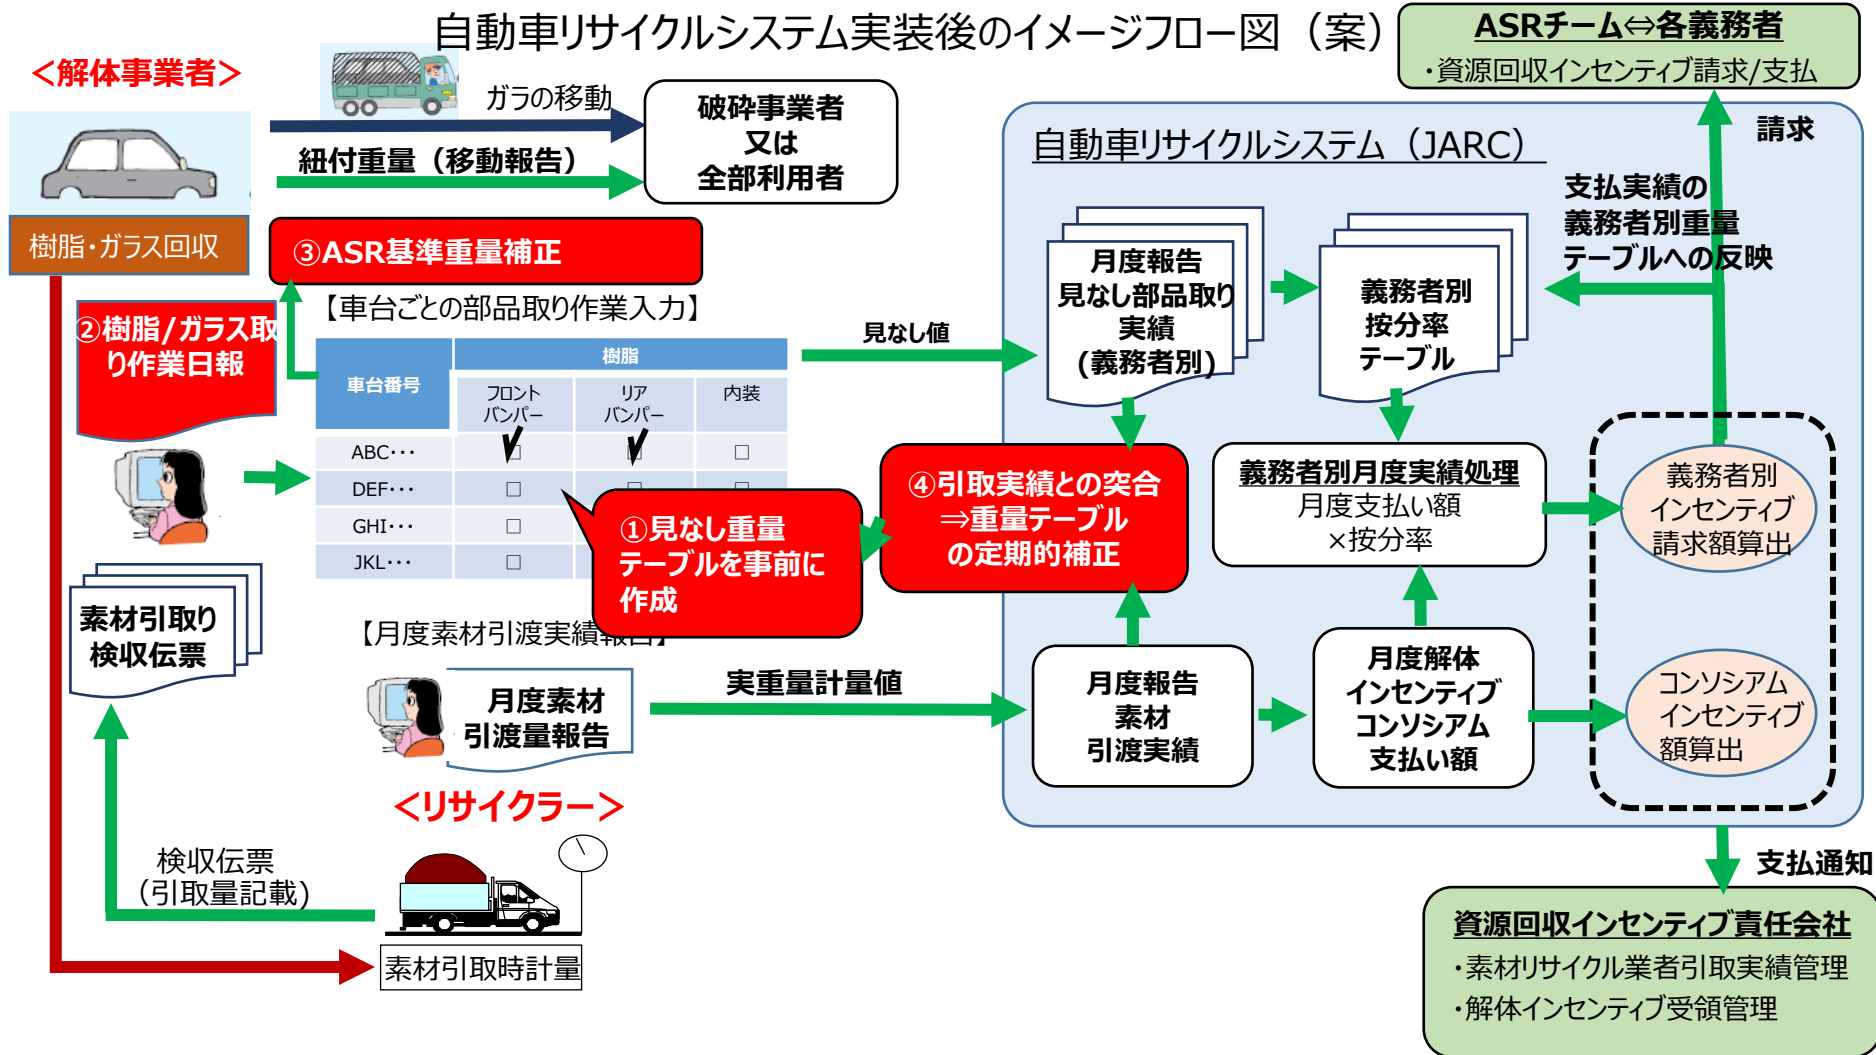 自動車リサイクルシステム実装後のイメージフロー図（案）
ASRチーム⇔各義務者
・資源回収インセンティブ請求/支払
＜解体事業者＞
ガラの移動
紐付重量（移動報告）
破砕事業者
又は
全部利用者
樹脂・ガラス回収
③ASR基準重量補正
②樹脂/ガラス取
り作業日報
【車台ごとの部品取り作業入力】
車台番号
樹脂
フロント
バンパー
リア
バンパー
内装
ABC・・・
DEF・・・
GHI・・・
JKL・・・
①見なし重量
テーブルを事前に
作成
見なし値
自動車リサイクルシステム（JARC）
請求
支払実績の
義務者別重量
テーブルへの反映
月度報告
見なし部品取り
実績
(義務者別)
義務者別
按分率
テーブル
④引取実績との突合
⇒重量テーブル
の定期的補正
義務者別月度実績処理
月度支払い額
×按分率
義務者別
インセンティブ
請求額算出
素材引取り
検収伝票
【月度素材引渡実績報告】
月度素材
引渡量報告
実重量計量値
月度報告
素材
引渡実績
月度解体
インセンティブ
コンソシアム
支払い額
コンソシアム
インセンティブ
額算出
＜リサイクラー＞
検収伝票
（引取量記載）
素材引取時計量
支払通知
資源回収インセンティブ責任会社
・素材リサイクル業者引取実績管理
・解体インセンティブ受領管理